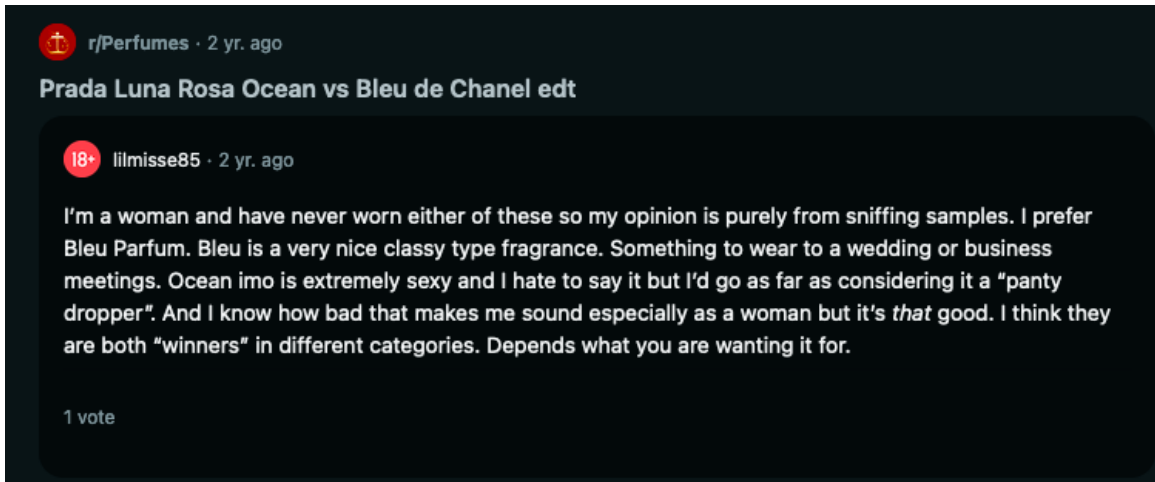 r/Perfumes · 2 yr. ago
Prada Luna Rosa Ocean vs Bleu de Chanel edt
18+ lilmisse85 · 2 yr. ago
I’m a woman and have never worn either of these so my opinion is purely from sniffing samples. I prefer
Bleu Parfum. Bleu is a very nice classy type fragrance. Something to wear to a wedding or business
meetings. Ocean imo is extremely sexy and I hate to say it but I’d go as far as considering it a “panty
dropper”. And I know how bad that makes me sound especially as a woman but it’s that good. I think they
are both “winners” in different categories. Depends what you are wanting it for.
1 vote